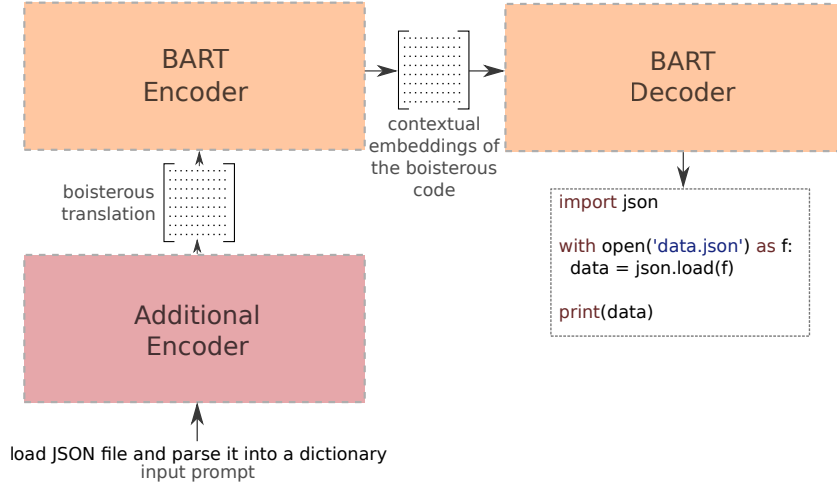 BART
Encoder
BART
Decoder
contextual
embeddings of
the boisterous
code
boisterous
translation
import json
with open('data.json') as f:
data = json.load(f)
print(data)
Additional
Encoder
load JSON file and parse it into a dictionary
input prompt